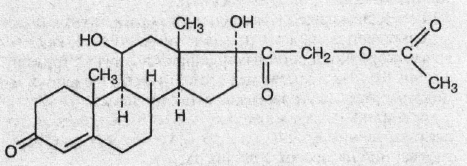 CH₃ OH O
HO
CH₂ O C
CH₃ H H CH₃
O
H H
O